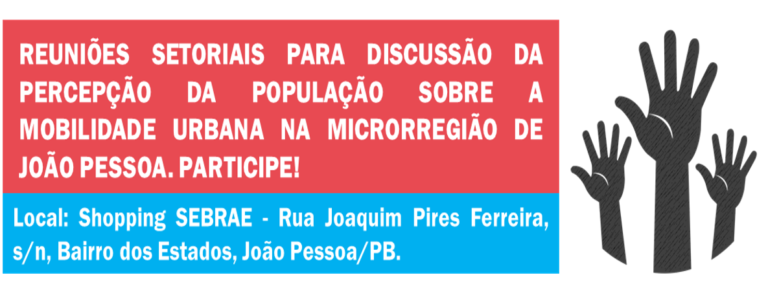 REUNIÕES SETORIAIS PARA DISCUSSÃO DA
PERCEPÇÃO DA POPULAÇÃO SOBRE A
MOBILIDADE URBANA NA MICRORREGIÃO DE
JOÃO PESSOA. PARTICIPE!
Local: Shopping SEBRAE - Rua Joaquim Pires Ferreira,
s/n, Bairro dos Estados, João Pessoa/PB.